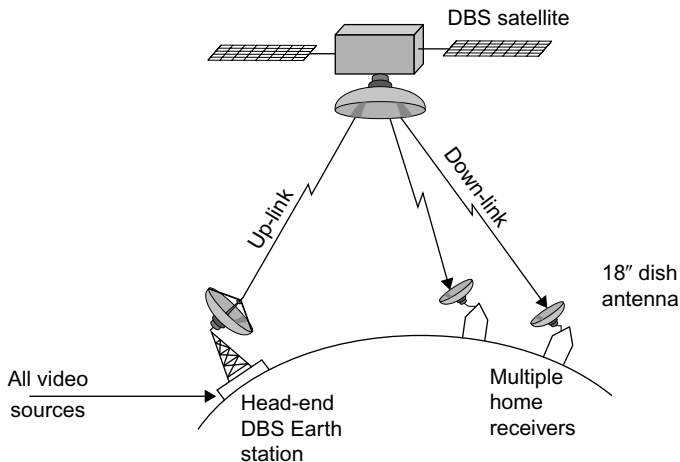 DBS satellite
Up-link
Down-link
18″ dish
antenna
All video
sources
Head-end
DBS Earth
station
Multiple
home
receivers